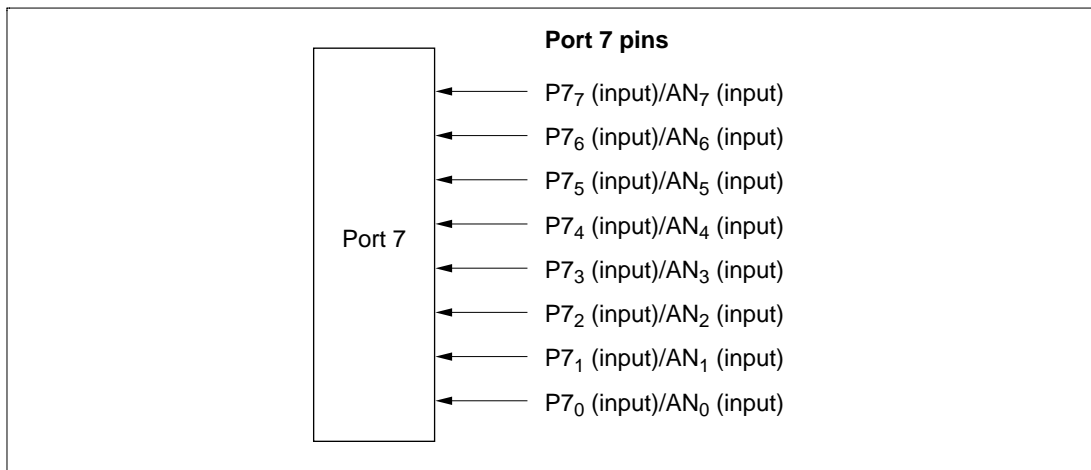 Port 7 pins
P7₇ (input)/AN₇ (input)
P7₆ (input)/AN₆ (input)
P7₅ (input)/AN₅ (input)
P7₄ (input)/AN₄ (input)
Port 7
P7₃ (input)/AN₃ (input)
P7₂ (input)/AN₂ (input)
P7₁ (input)/AN₁ (input)
P7₀ (input)/AN₀ (input)